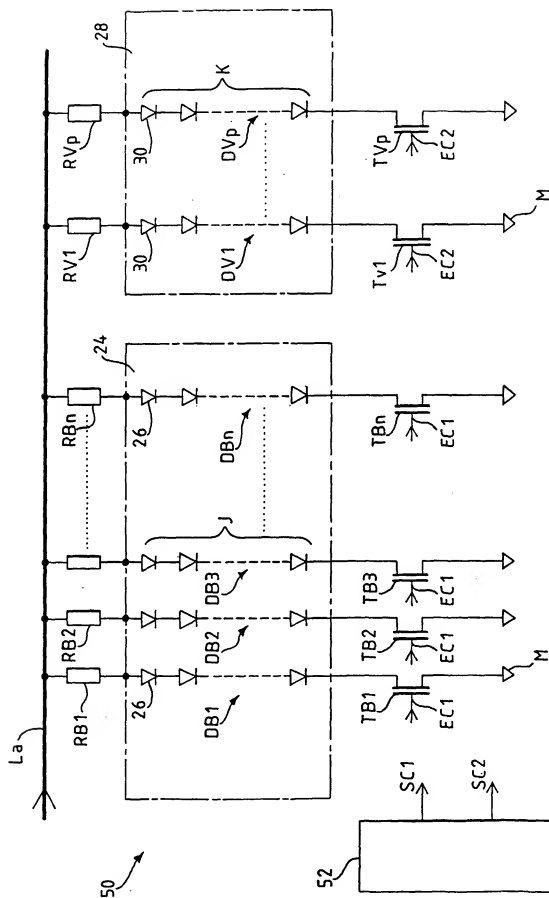 La
RB1
RB2
RBn
RV1
RVp
24
28
26
26
30
30
DB1
DB2
DB3
J
DBn
DV1
DVp
K
TB1
TB2
TB3
TBn
Tv1
TVp
EC1
EC1
EC1
EC1
EC2
EC2
M
M
50
52
SC1
SC2